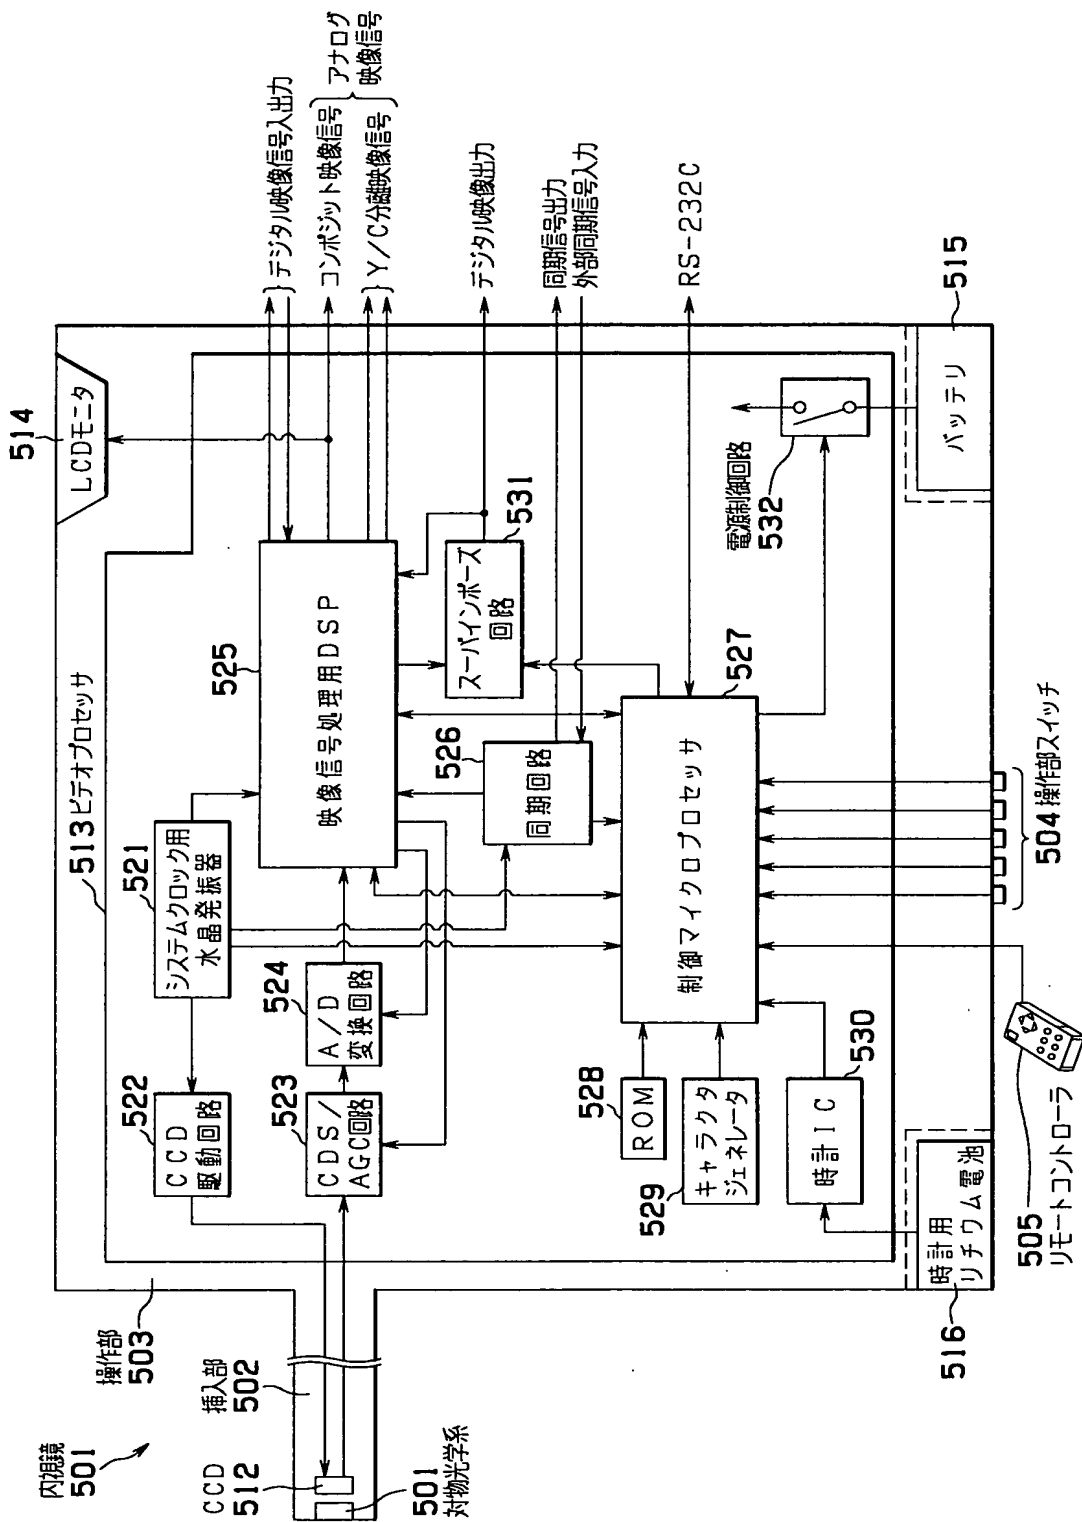 内視鏡
501
CCD
512
501
対物光学系
挿入部
502
操作部
503
513 ビデオプロセッサ
514
LCDモニタ
522
CCD
駆動回路
521
システムクロック用
水晶発振器
523
CDS/
AGC回路
524
A/D
変換回路
525
映像信号処理用DSP
526
同期回路
531
スーパインポーズ
回路
527
制御マイクロプロセッサ
528
ROM
529
キャラクタ
ジェネレータ
530
時計IC
電源制御回路
532
515
バッテリ
516
時計用
リチウム電池
505
リモートコントローラ
504 操作部スイッチ
デジタル映像信号入出力
コンポジット映像信号
Y/C分離映像信号
アナログ
映像信号
デジタル映像出力
同期信号出力
外部同期信号入力
RS-232C